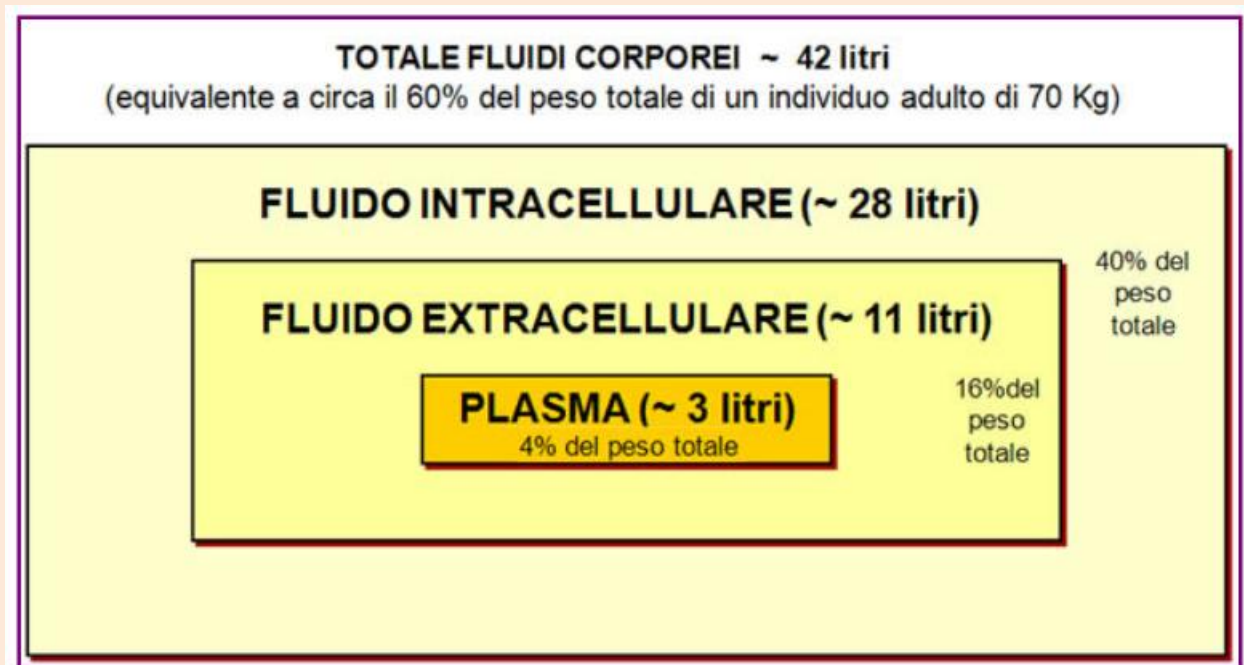 TOTALE FLUIDI CORPOREI ~ 42 litri
(equivalente a circa il 60% del peso totale di un individuo adulto di 70 Kg)
FLUIDO INTRACELLULARE (~ 28 litri)
40% del
peso
totale
FLUIDO EXTRACELLULARE (~ 11 litri)
16%del
peso
totale
PLASMA (~ 3 litri)
4% del peso totale